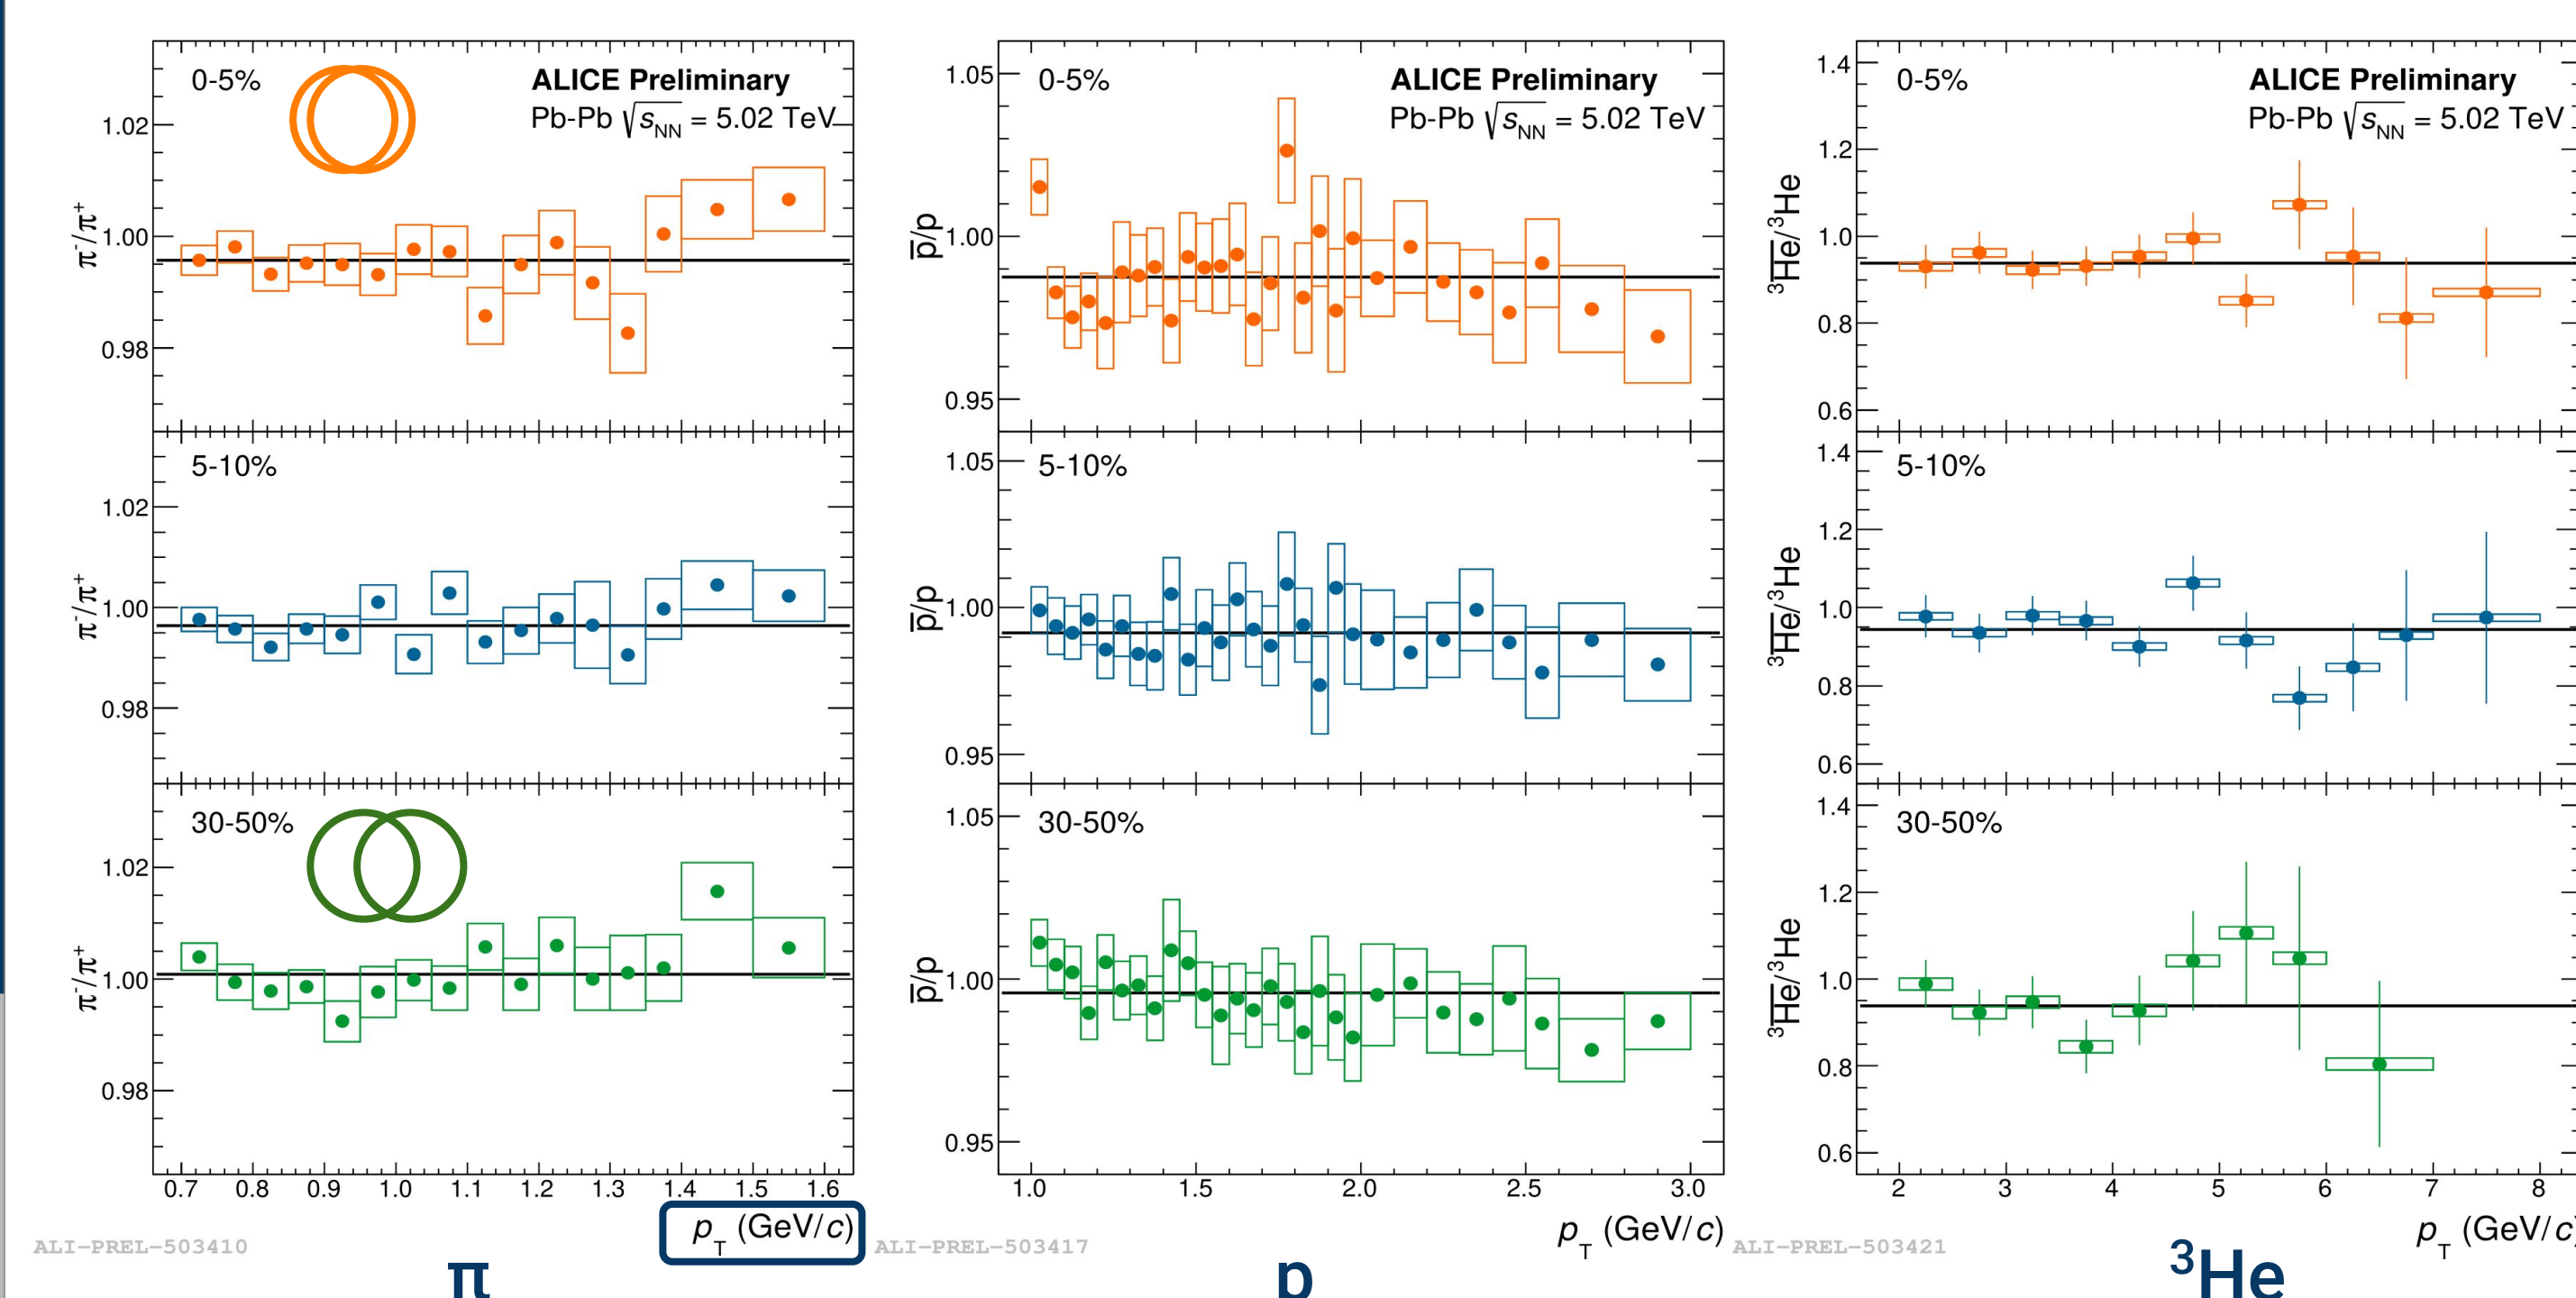 0-5%
ALICE Preliminary
Pb-Pb √sNN = 5.02 TeV
π⁻/π⁺
1.02
1.00
0.98
5-10%
π⁻/π⁺
1.02
1.00
0.98
30-50%
π⁻/π⁺
1.02
1.00
0.98
0.7 0.8 0.9 1.0 1.1 1.2 1.3 1.4 1.5 1.6
pT (GeV/c)
ALI-PREL-503410
π
0-5%
ALICE Preliminary
Pb-Pb √sNN = 5.02 TeV
p̅/p
1.05
1.00
0.95
5-10%
p̅/p
1.05
1.00
0.95
30-50%
p̅/p
1.05
1.00
0.95
1.0 1.5 2.0 2.5 3.0
pT (GeV/c)
ALI-PREL-503417
p
0-5%
ALICE Preliminary
Pb-Pb √sNN = 5.02 TeV
³H̅e̅/³He
1.4
1.2
1.0
0.8
0.6
5-10%
³H̅e̅/³He
1.4
1.2
1.0
0.8
0.6
30-50%
³H̅e̅/³He
1.4
1.2
1.0
0.8
0.6
2 3 4 5 6 7 8
pT (GeV/c)
ALI-PREL-503421
³He